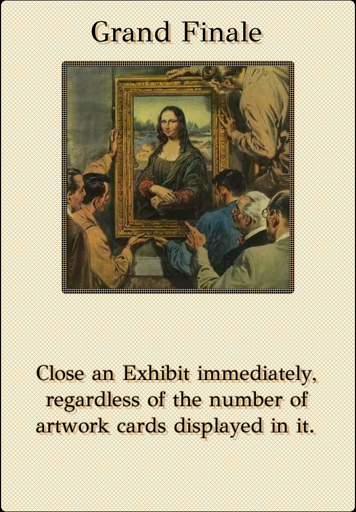 Grand Finale
Close an Exhibit immediately,
regardless of the number of
artwork cards displayed in it.